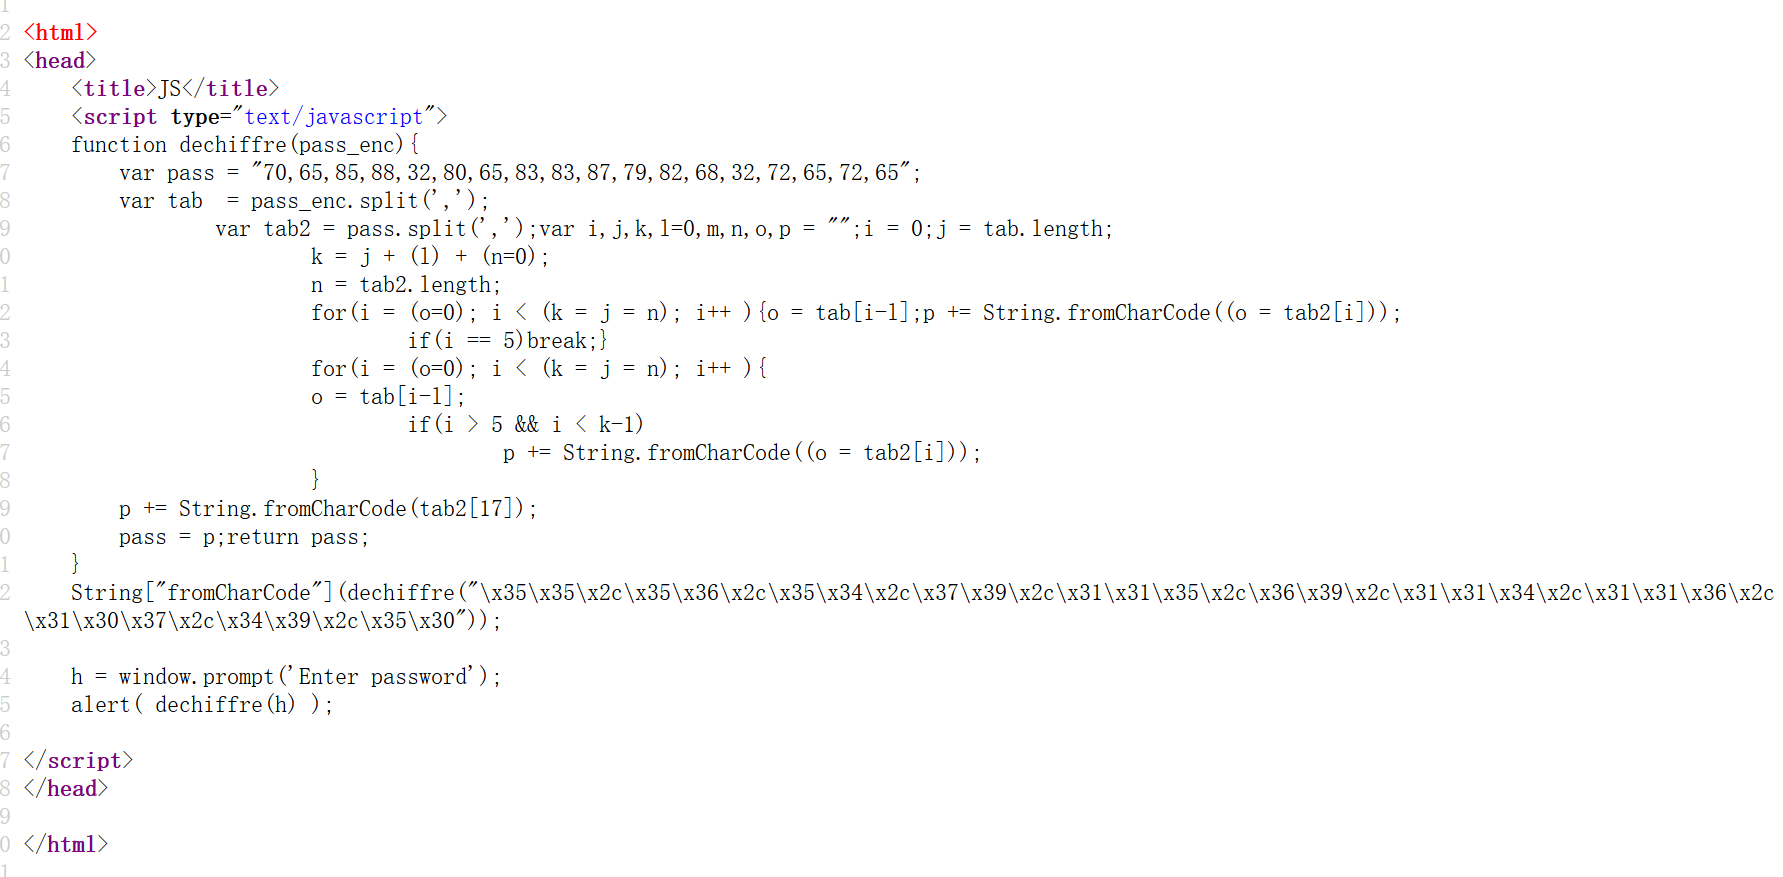 1
2 <html>
3 <head>
4     <title>JS</title>
5     <script type="text/javascript">
6     function dechiffre(pass_enc){
7         var pass = "70,65,85,88,32,80,65,83,83,87,79,82,68,32,72,65,72,65";
8         var tab  = pass_enc.split(',');
9                 var tab2 = pass.split(',');var i,j,k,l=0,m,n,o,p = "";i = 0;j = tab.length;
0                         k = j + (l) + (n=0);
1                         n = tab2.length;
2                         for(i = (o=0); i < (k = j = n); i++ ){o = tab[i-l];p += String.fromCharCode((o = tab2[i]));
3                                 if(i == 5)break;}
4                         for(i = (o=0); i < (k = j = n); i++ ){
5                         o = tab[i-l];
6                                 if(i > 5 && i < k-1)
7                                         p += String.fromCharCode((o = tab2[i]));
8                         }
9         p += String.fromCharCode(tab2[17]);
0         pass = p;return pass;
1     }
2     String["fromCharCode"](dechiffre("\x35\x35\x2c\x35\x36\x2c\x35\x34\x2c\x37\x39\x2c\x31\x31\x35\x2c\x36\x39\x2c\x31\x31\x34\x2c\x31\x31\x36\x2c
\x31\x30\x37\x2c\x34\x39\x2c\x35\x30"));
3
4     h = window.prompt('Enter password');
5     alert( dechiffre(h) );
6
7 </script>
8 </head>
9
0 </html>
1